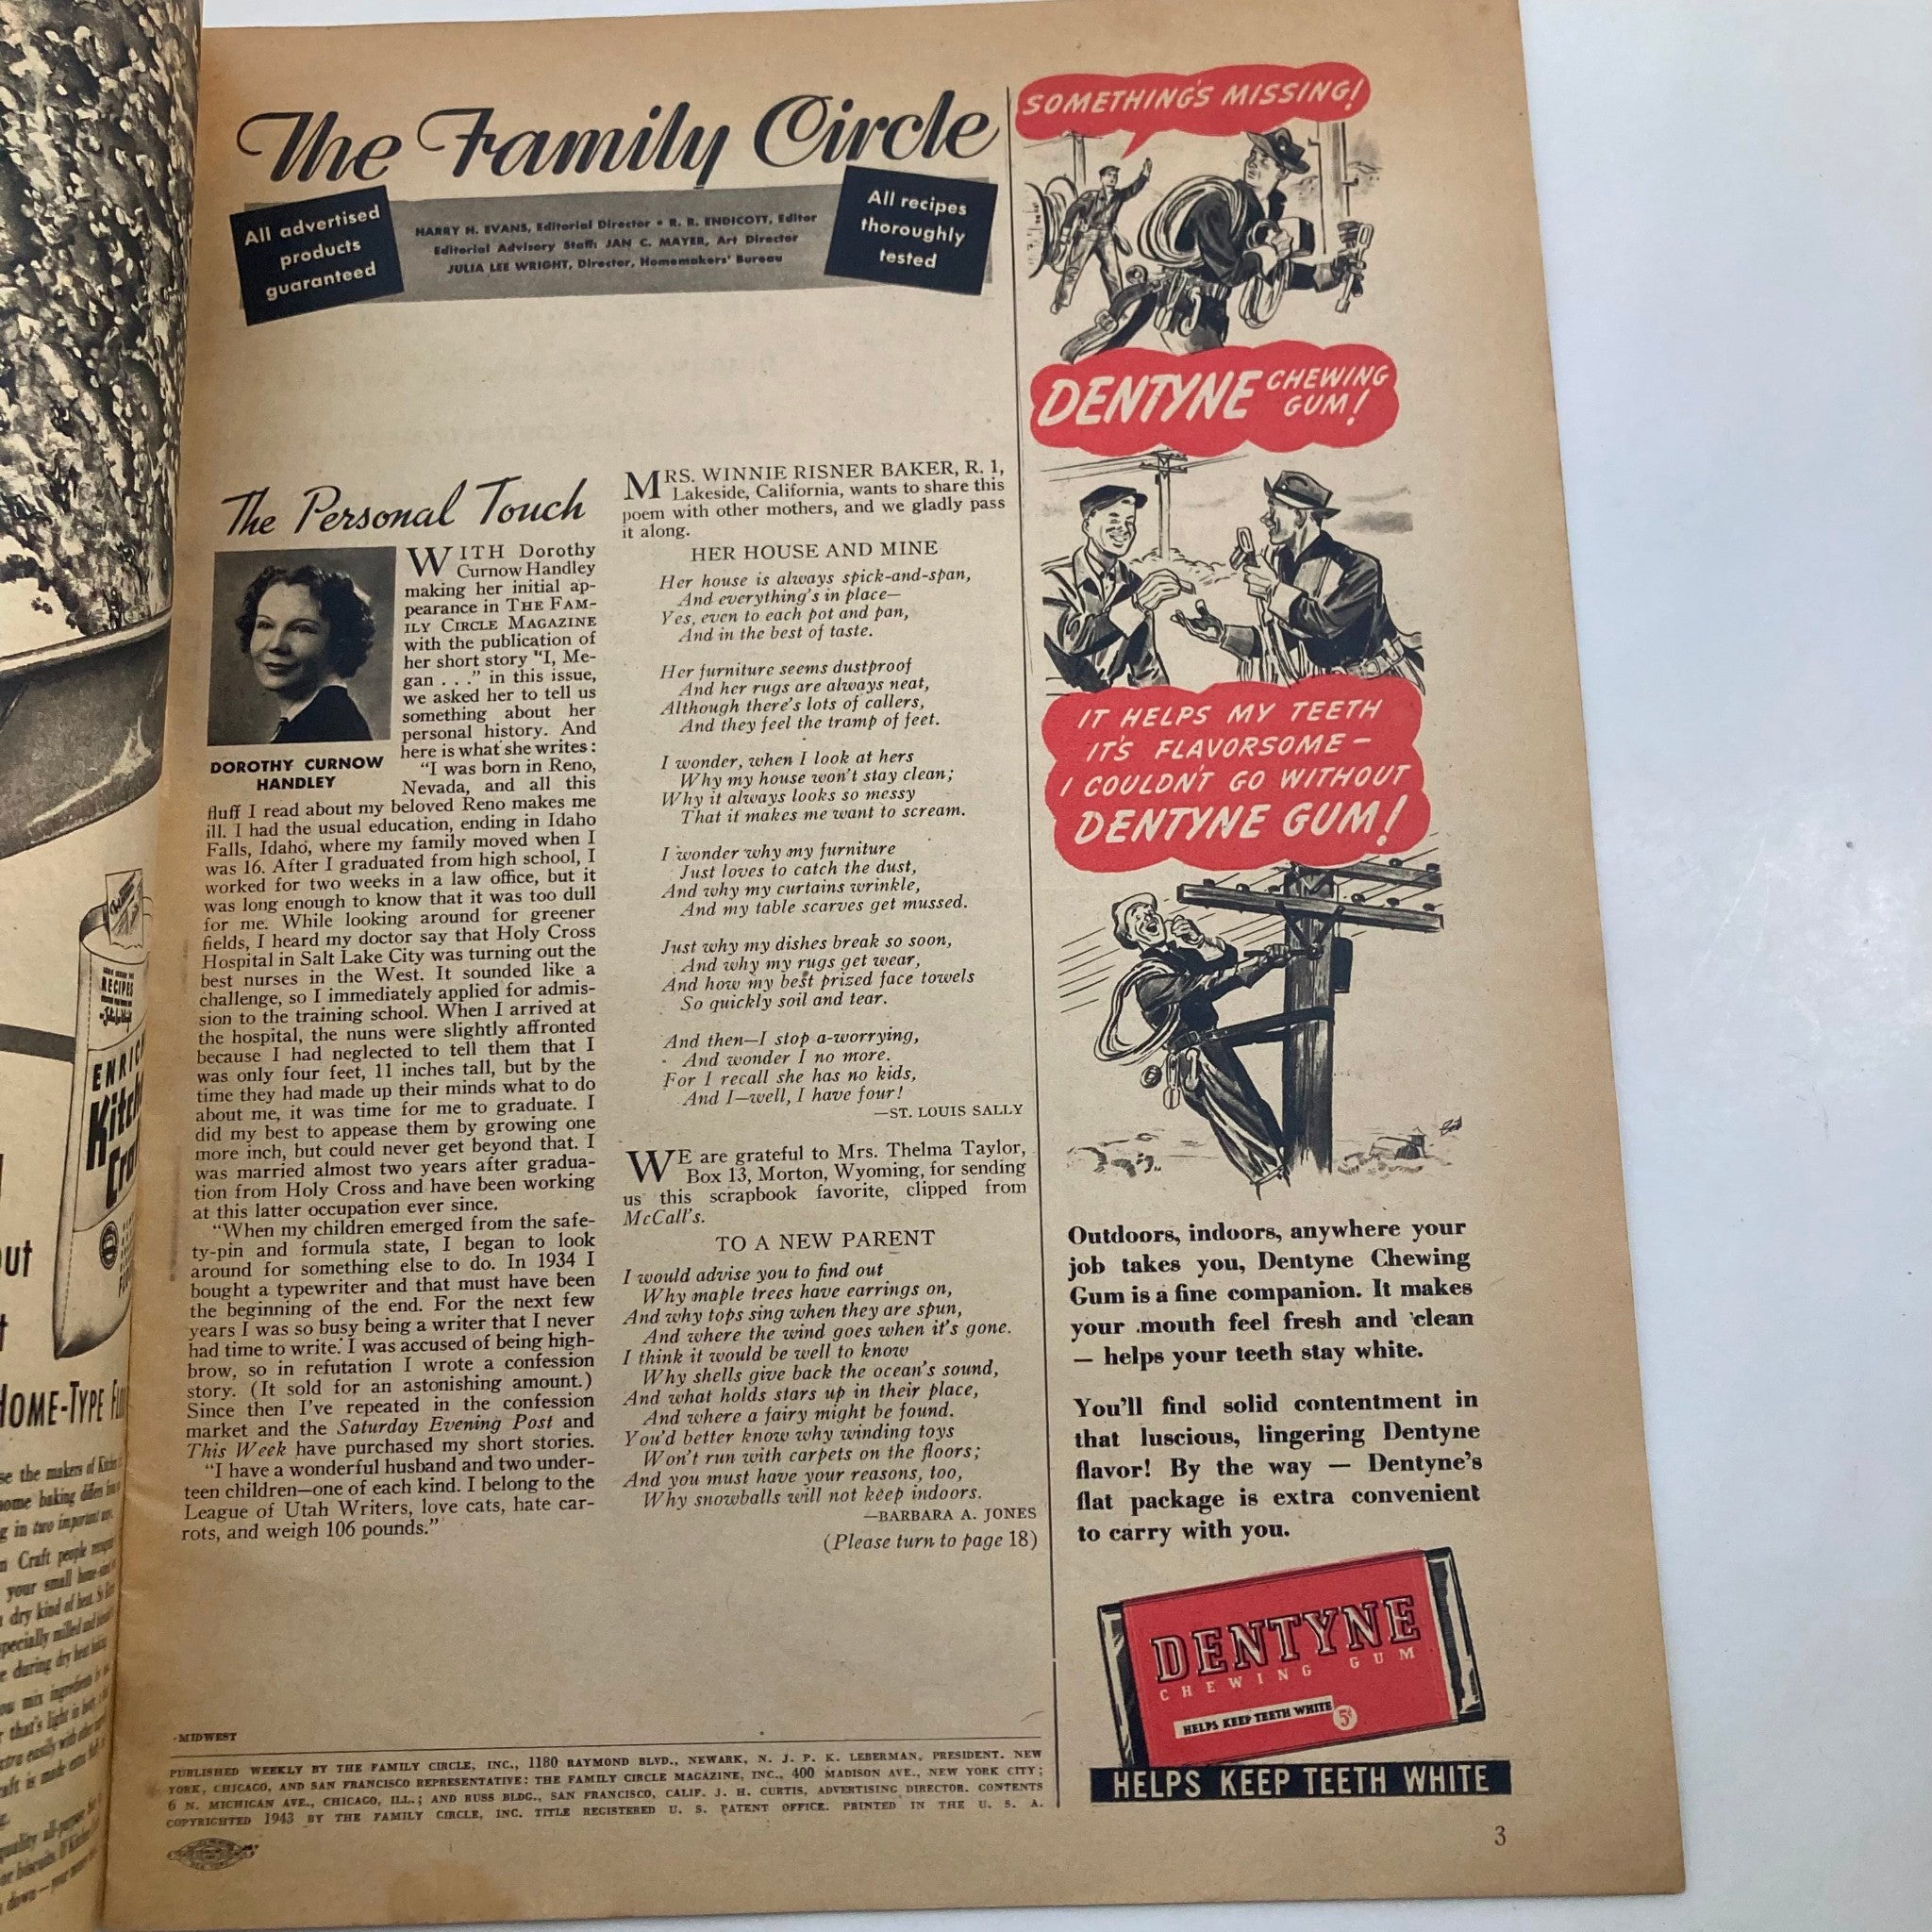 The Family Circle
All advertised
products
guaranteed
HARRY H. EVANS, Editorial Director • R. R. ENDICOTT, Editor
Editorial Advisory Staff: JAN C. MAYER, Art Director
JULIA LEE WRIGHT, Director, Homemakers' Bureau
All recipes
thoroughly
tested
The Personal Touch
DOROTHY CURNOW
HANDLEY
WITH Dorothy
Curnow Handley
making her initial ap-
pearance in THE FAM-
ILY CIRCLE MAGAZINE
with the publication of
her short story "I, Me-
gan . . ." in this issue,
we asked her to tell us
something about her
personal history. And
here is what she writes:
"I was born in Reno,
Nevada, and all this
fluff I read about my beloved Reno makes me
ill. I had the usual education, ending in Idaho
Falls, Idaho, where my family moved when I
was 16. After I graduated from high school, I
worked for two weeks in a law office, but it
was long enough to know that it was too dull
for me. While looking around for greener
fields, I heard my doctor say that Holy Cross
Hospital in Salt Lake City was turning out the
best nurses in the West. It sounded like a
challenge, so I immediately applied for admis-
sion to the training school. When I arrived at
the hospital, the nuns were slightly affronted
because I had neglected to tell them that I
was only four feet, 11 inches tall, but by the
time they had made up their minds what to do
about me, it was time for me to graduate. I
did my best to appease them by growing one
more inch, but could never get beyond that. I
was married almost two years after gradua-
tion from Holy Cross and have been working
at this latter occupation ever since.
"When my children emerged from the safe-
ty-pin and formula state, I began to look
around for something else to do. In 1934 I
bought a typewriter and that must have been
the beginning of the end. For the next few
years I was so busy being a writer that I never
had time to write. I was accused of being high-
brow, so in refutation I wrote a confession
story. (It sold for an astonishing amount.)
Since then I've repeated in the confession
market and the Saturday Evening Post and
This Week have purchased my short stories.
"I have a wonderful husband and two under-
teen children—one of each kind. I belong to the
League of Utah Writers, love cats, hate car-
rots, and weigh 106 pounds."
MRS. WINNIE RISNER BAKER, R. 1,
Lakeside, California, wants to share this
poem with other mothers, and we gladly pass
it along.
HER HOUSE AND MINE
Her house is always spick-and-span,
And everything's in place—
Yes, even to each pot and pan,
And in the best of taste.
Her furniture seems dustproof
And her rugs are always neat,
Although there's lots of callers,
And they feel the tramp of feet.
I wonder, when I look at hers
Why my house won't stay clean;
Why it always looks so messy
That it makes me want to scream.
I wonder why my furniture
Just loves to catch the dust,
And why my curtains wrinkle,
And my table scarves get mussed.
Just why my dishes break so soon,
And why my rugs get wear,
And how my best prized face towels
So quickly soil and tear.
And then—I stop a-worrying,
And wonder I no more.
For I recall she has no kids,
And I—well, I have four!
—ST. LOUIS SALLY
WE are grateful to Mrs. Thelma Taylor,
Box 13, Morton, Wyoming, for sending
us this scrapbook favorite, clipped from
McCall's.
TO A NEW PARENT
I would advise you to find out
Why maple trees have earrings on,
And why tops sing when they are spun,
And where the wind goes when it's gone.
I think it would be well to know
Why shells give back the ocean's sound,
And what holds stars up in their place,
And where a fairy might be found.
You'd better know why winding toys
Won't run with carpets on the floors;
And you must have your reasons, too,
Why snowballs will not keep indoors.
—BARBARA A. JONES
(Please turn to page 18)
SOMETHING'S MISSING!
DENTYNE CHEWING
GUM!
IT HELPS MY TEETH
IT'S FLAVORSOME —
I COULDN'T GO WITHOUT
DENTYNE GUM!
Outdoors, indoors, anywhere your
job takes you, Dentyne Chewing
Gum is a fine companion. It makes
your mouth feel fresh and clean
— helps your teeth stay white.
You'll find solid contentment in
that luscious, lingering Dentyne
flavor! By the way — Dentyne's
flat package is extra convenient
to carry with you.
DENTYNE
CHEWING GUM
HELPS KEEP TEETH WHITE
5¢
HELPS KEEP TEETH WHITE
-MIDWEST
PUBLISHED WEEKLY BY THE FAMILY CIRCLE, INC., 1180 RAYMOND BLVD., NEWARK, N. J. P. K. LEBERMAN, PRESIDENT. NEW
YORK, CHICAGO, AND SAN FRANCISCO REPRESENTATIVE: THE FAMILY CIRCLE MAGAZINE, INC., 400 MADISON AVE., NEW YORK CITY;
6 N. MICHIGAN AVE., CHICAGO, ILL.; AND RUSS BLDG., SAN FRANCISCO, CALIF. J. H. CURTIS, ADVERTISING DIRECTOR. CONTENTS
COPYRIGHTED 1943 BY THE FAMILY CIRCLE, INC. TITLE REGISTERED U. S. PATENT OFFICE. PRINTED IN THE U. S. A.
3
RECIPES
HOME-TYPE